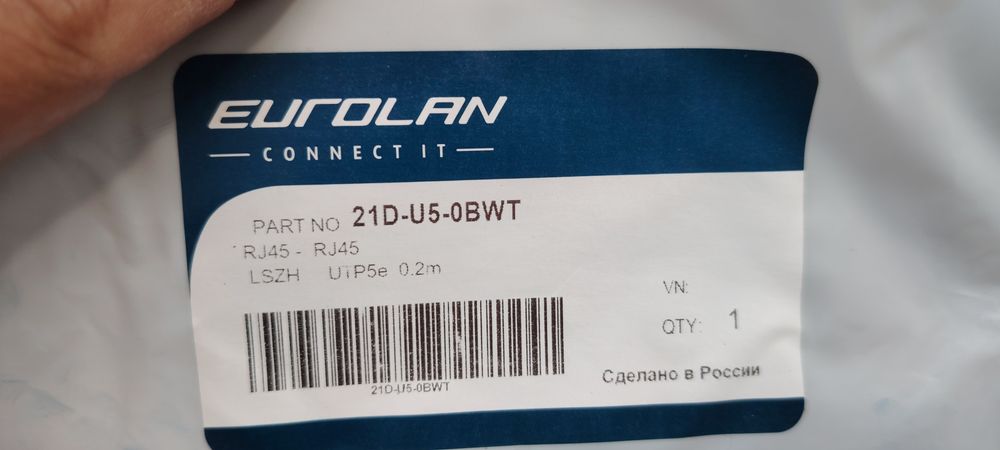 EUROLAN
CONNECT IT
PART NO 21D-U5-0BWT
RJ45 - RJ45
LSZH UTP5e 0.2m
VN:
QTY: 1
21D-U5-0BWT
Сделано в России